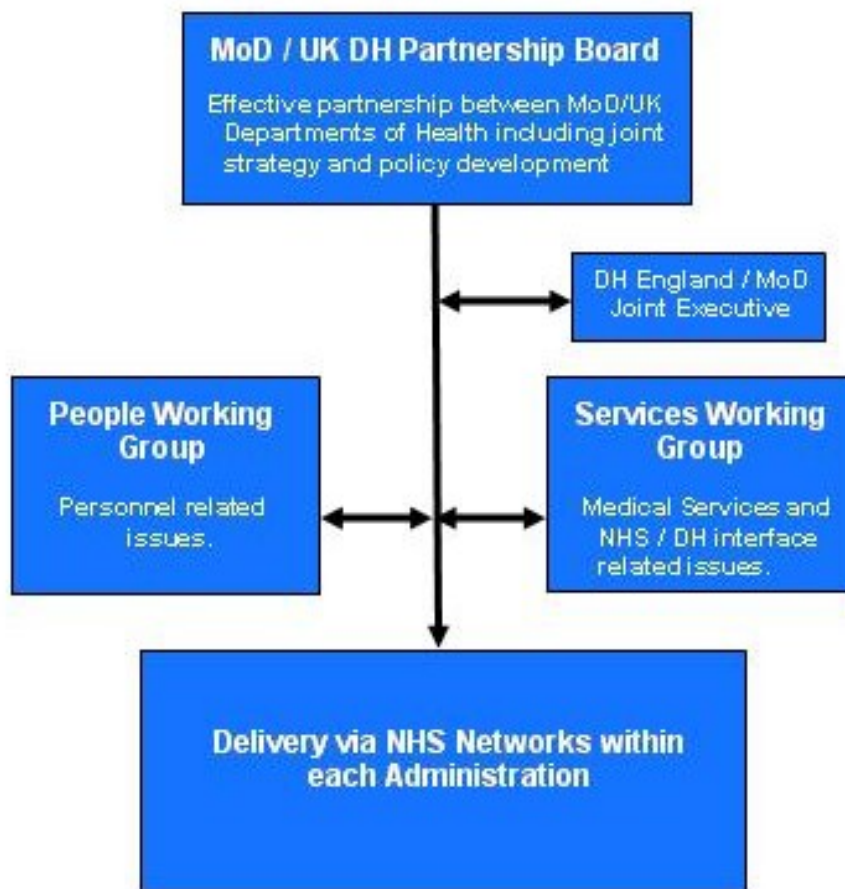 MoD / UK DH Partnership Board
Effective partnership between MoD/UK
Departments of Health including joint
strategy and policy development
DH England / MoD
Joint Executive
People Working
Group
Personnel related
issues.
Services Working
Group
Medical Services and
NHS / DH interface
related issues.
Delivery via NHS Networks within
each Administration